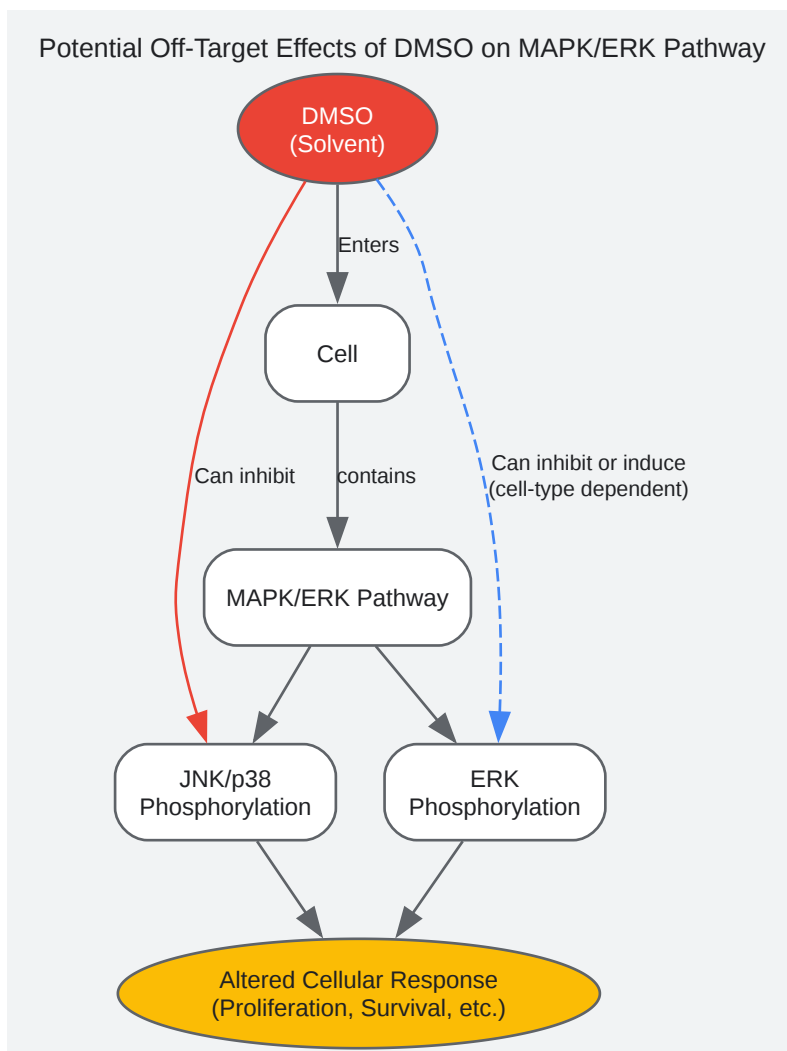 Potential Off-Target Effects of DMSO on MAPK/ERK Pathway
DMSO
(Solvent)
Enters
Cell
Can inhibit
contains
Can inhibit or induce
(cell-type dependent)
MAPK/ERK Pathway
JNK/p38
Phosphorylation
ERK
Phosphorylation
Altered Cellular Response
(Proliferation, Survival, etc.)